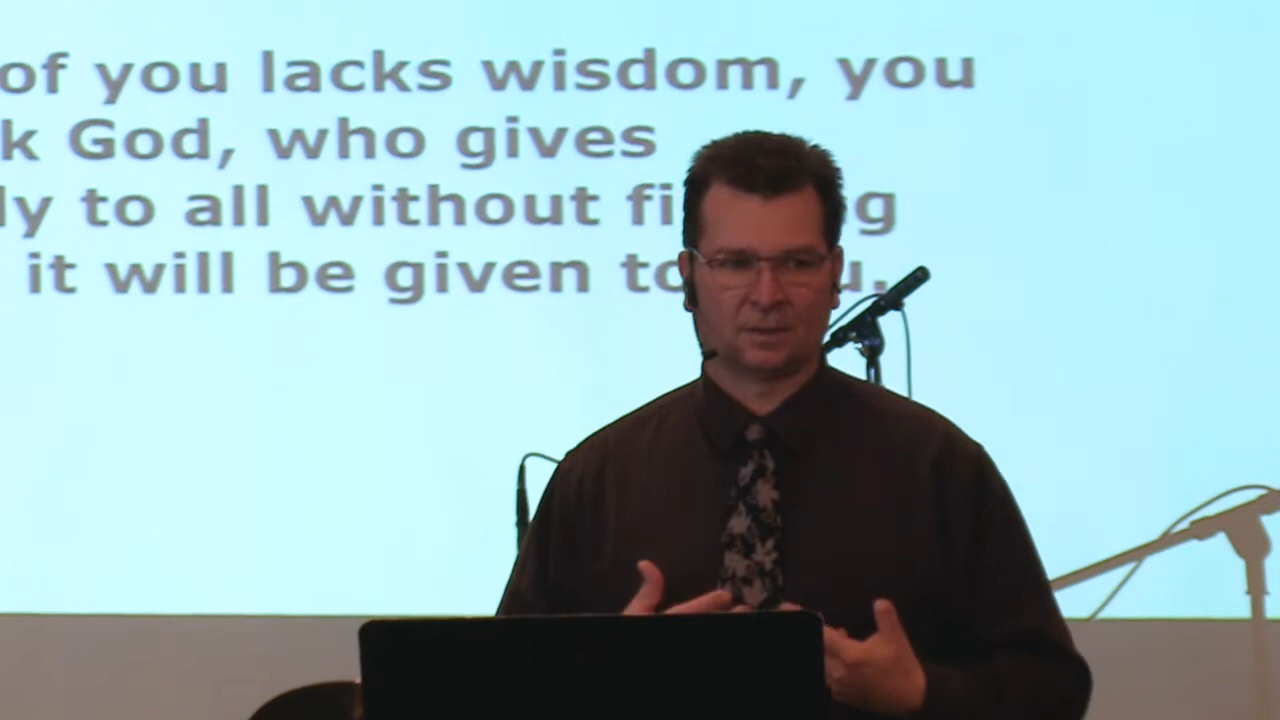 of you lacks wisdom, you
God, who gives
to all without
it will be given